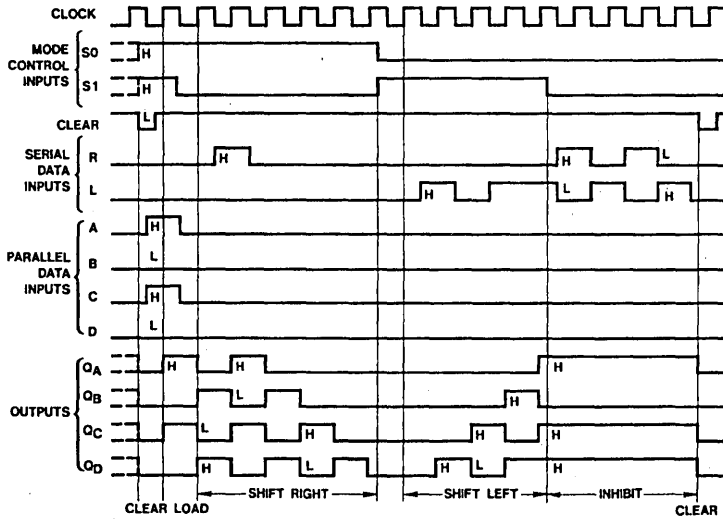 CLOCK
MODE
CONTROL
INPUTS
S0
H
S1
H
CLEAR
L
SERIAL
DATA
INPUTS
R
H
H
L
L
H
L
H
PARALLEL
DATA
INPUTS
A
H
B
L
C
H
D
L
OUTPUTS
QA
H
H
H
QB
L
H
QC
L
H
H
H
QD
H
L
H
L
H
SHIFT RIGHT
SHIFT LEFT
INHIBIT
CLEAR LOAD
CLEAR